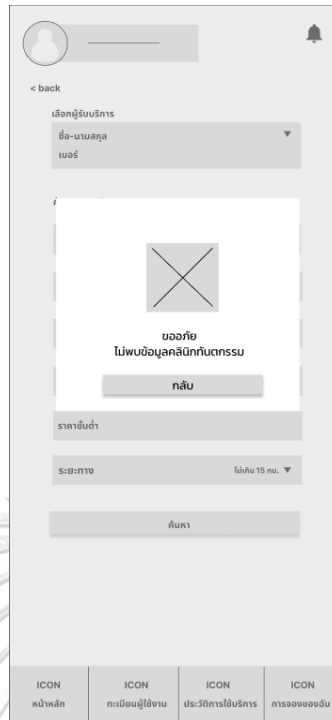 < back
เลือกผู้รับบริการ
ชื่อ-นามสกุล
เบอร์
ขออภัย
ไม่พบข้อมูลคลินิกทันตกรรม
กลับ
ราคาขั้นต่ำ
ระยะทาง ไม่เกิน 15 กม. ▼
ค้นหา
ICON ICON ICON ICON
หน้าหลัก ทะเบียนผู้ใช้งาน ประวัติการใช้บริการ การจองของฉัน